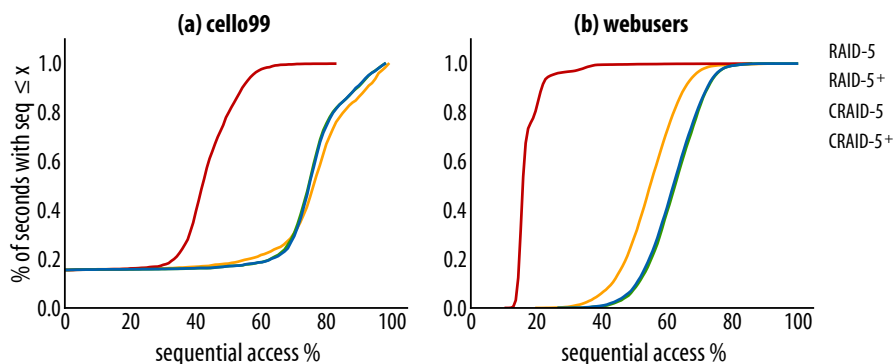 (a) cello99
% of seconds with seq ≤ x
1.0
0.8
0.6
0.4
0.2
0.0
0 20 40 60 80 100
sequential access %
(b) webusers
1.0
0.8
0.6
0.4
0.2
0.0
0 20 40 60 80 100
sequential access %
RAID-5
RAID-5+
CRAID-5
CRAID-5+